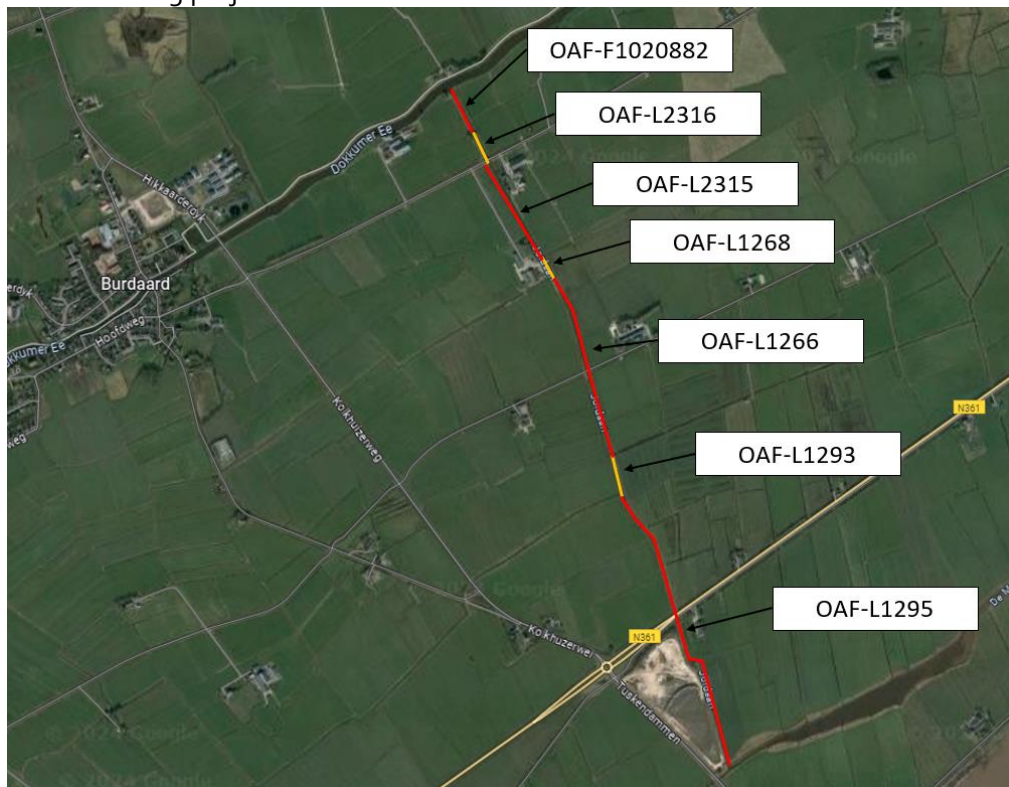 OAF-F1020882
OAF-L2316
Dokkumer Ee
OAF-L2315
Hikkaarderdyk
OAF-L1268
Burdaard
Hoofdweg
OAF-L1266
N361
Kolkhuizerweg
OAF-L1293
OAF-L1295
Kolkhuzerwei
N361
Tuskendammen